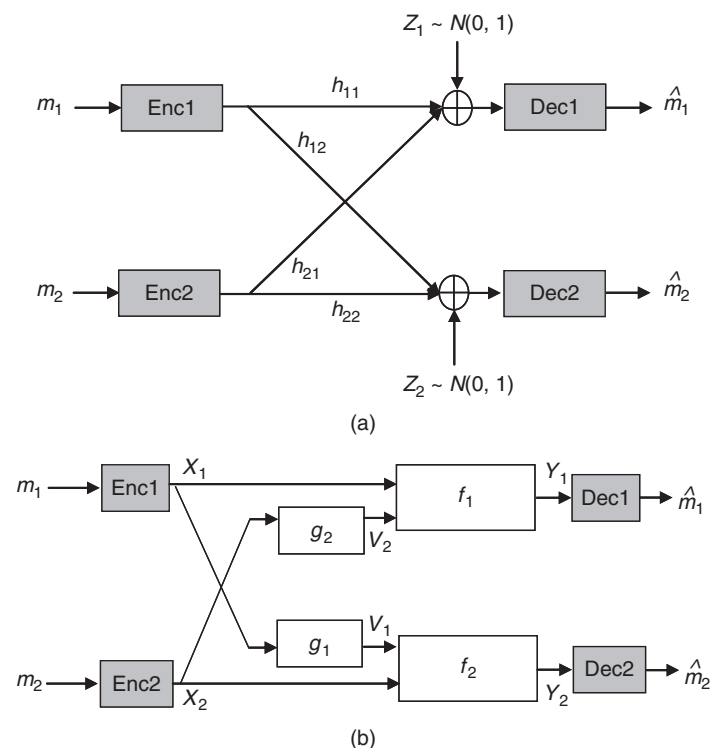 Z₁ ~ N(0, 1)
m₁ Enc1 h₁₁ Dec1 m̂₁
h₁₂
m₂ Enc2 h₂₁ Dec2 m̂₂
h₂₂
Z₂ ~ N(0, 1)
(a)
m₁ Enc1 X₁ f₁ Y₁ Dec1 m̂₁
g₂ V₂
g₁ V₁
m₂ Enc2 X₂ f₂ Y₂ Dec2 m̂₂
(b)